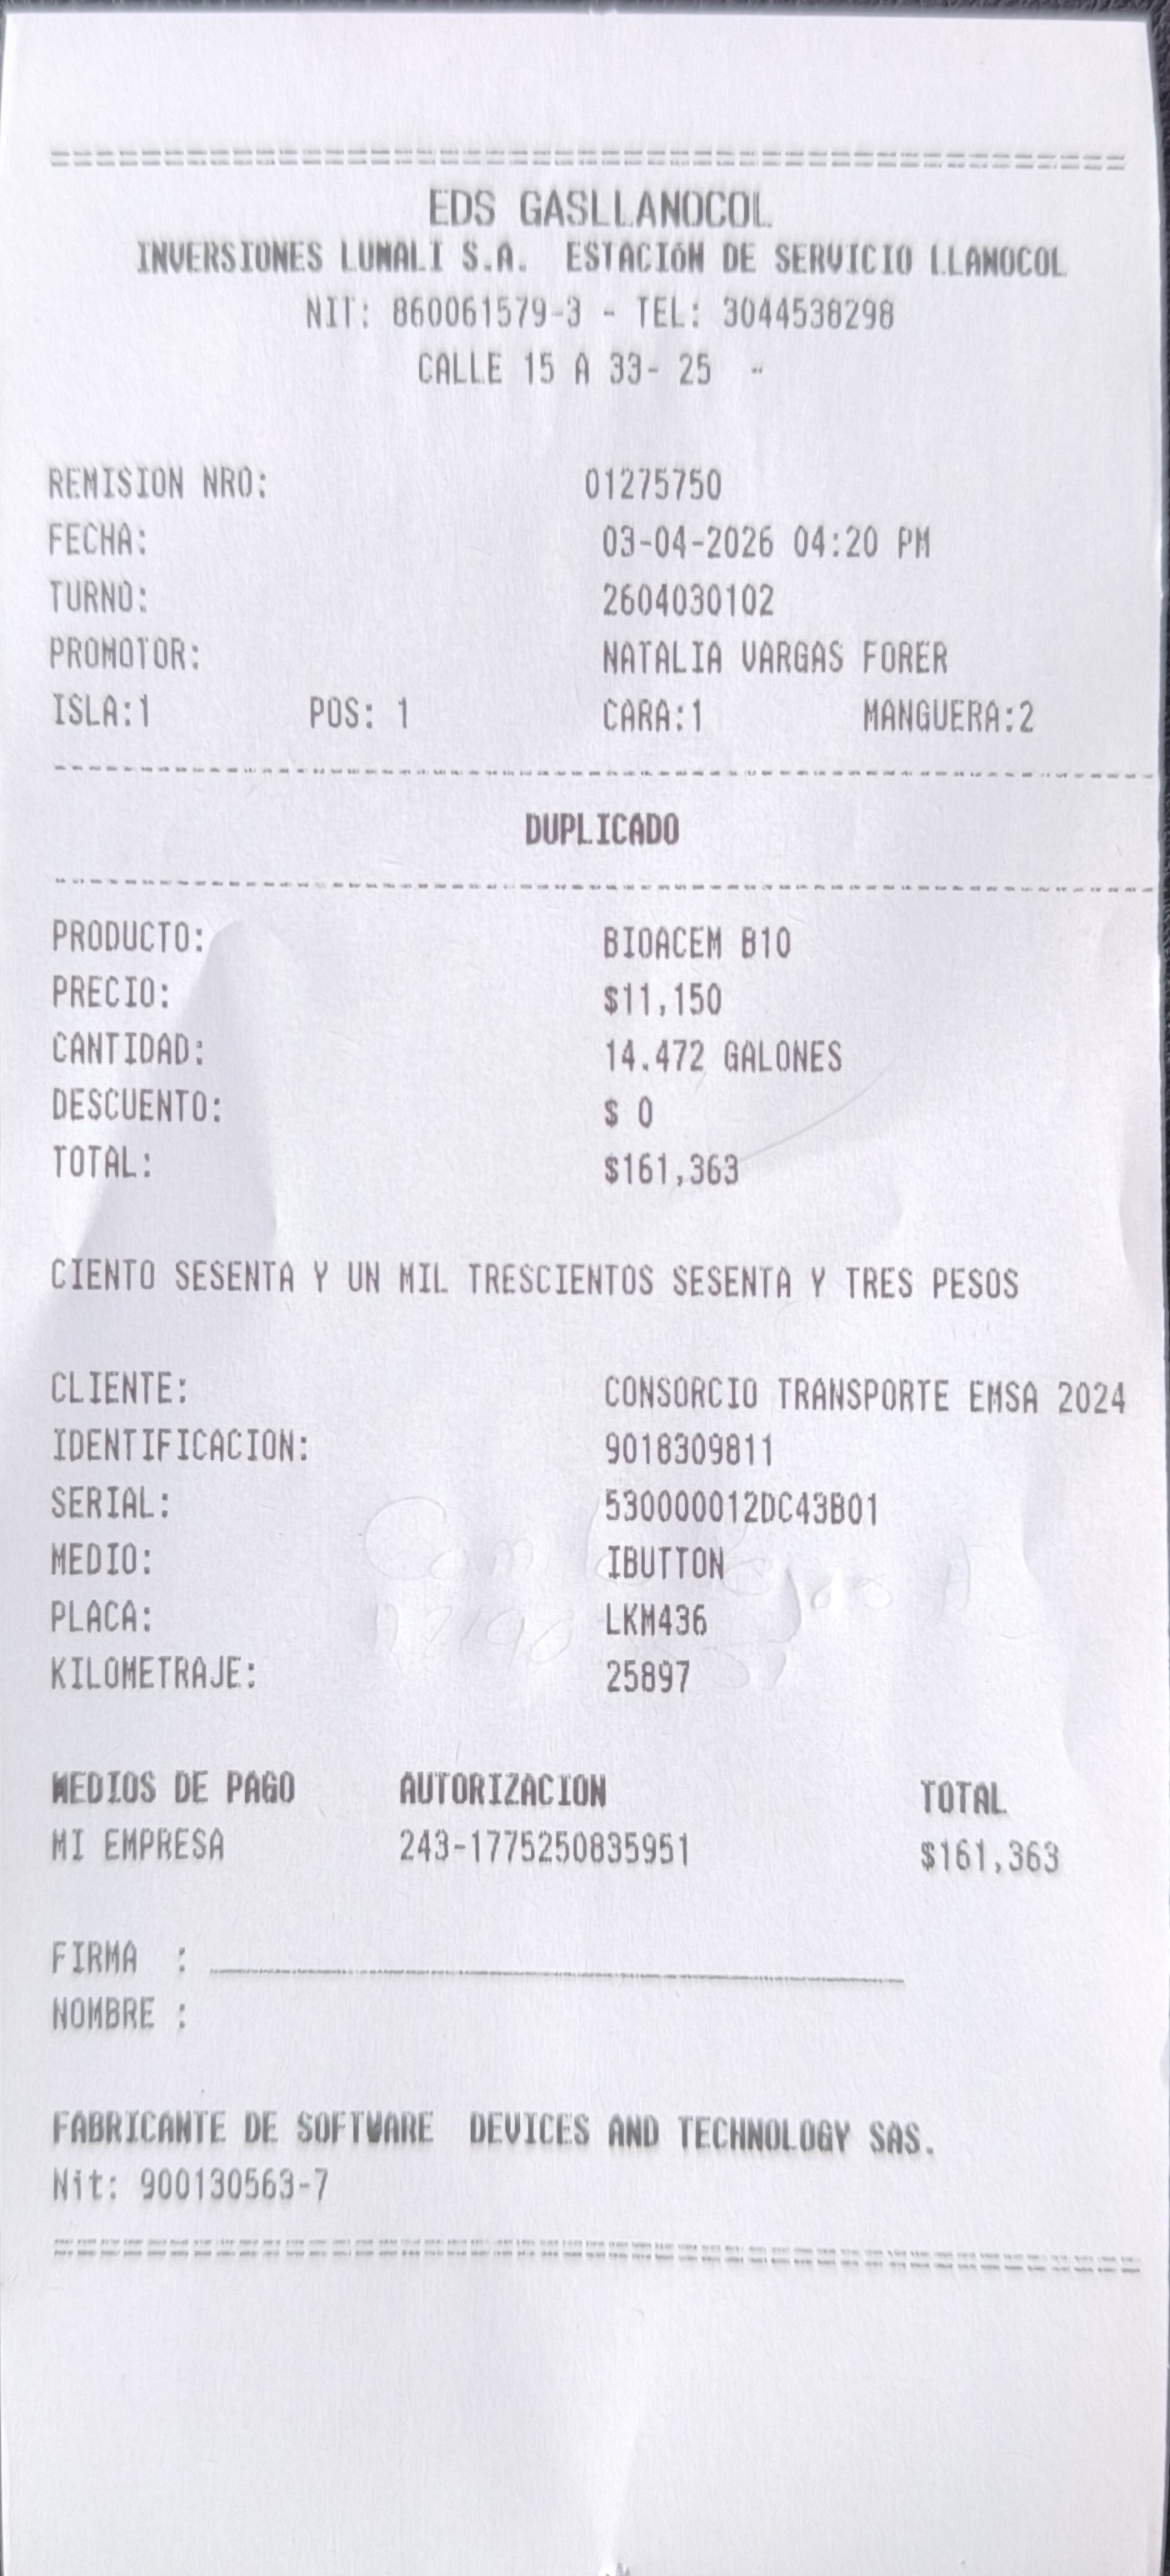 EDS GASLLANOCOL
INVERSIONES LUMALI S.A. ESTACIÓN DE SERVICIO LLANOCOL
NIT: 860061579-3 - TEL: 3044538298
CALLE 15 A 33- 25 -
REMISION NRO: 01275750
FECHA: 03-04-2026 04:20 PM
TURNO: 2604030102
PROMOTOR: NATALIA VARGAS FORER
ISLA:1 POS: 1 CARA:1 MANGUERA:2
DUPLICADO
PRODUCTO: BIOACEM B10
PRECIO: $11,150
CANTIDAD: 14.472 GALONES
DESCUENTO: $ 0
TOTAL: $161,363
CIENTO SESENTA Y UN MIL TRESCIENTOS SESENTA Y TRES PESOS
CLIENTE: CONSORCIO TRANSPORTE EMSA 2024
IDENTIFICACION: 9018309811
SERIAL: 530000012DC43B01
MEDIO: IBUTTON
PLACA: LKM436
KILOMETRAJE: 25897
MEDIOS DE PAGO AUTORIZACION TOTAL
MI EMPRESA 243-1775250835951 $161,363
FIRMA :
NOMBRE :
FABRICANTE DE SOFTWARE DEVICES AND TECHNOLOGY SAS.
Nit: 900130563-7